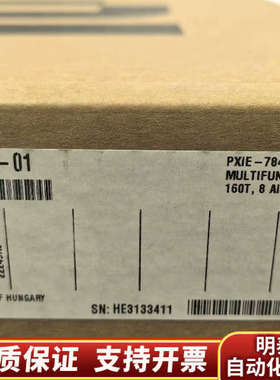 -01
PXIE-784
MULTIFUN
160T, 8 AI
F HUNGARY
SN: HE3133411
质保证 支持开票
明
自动化